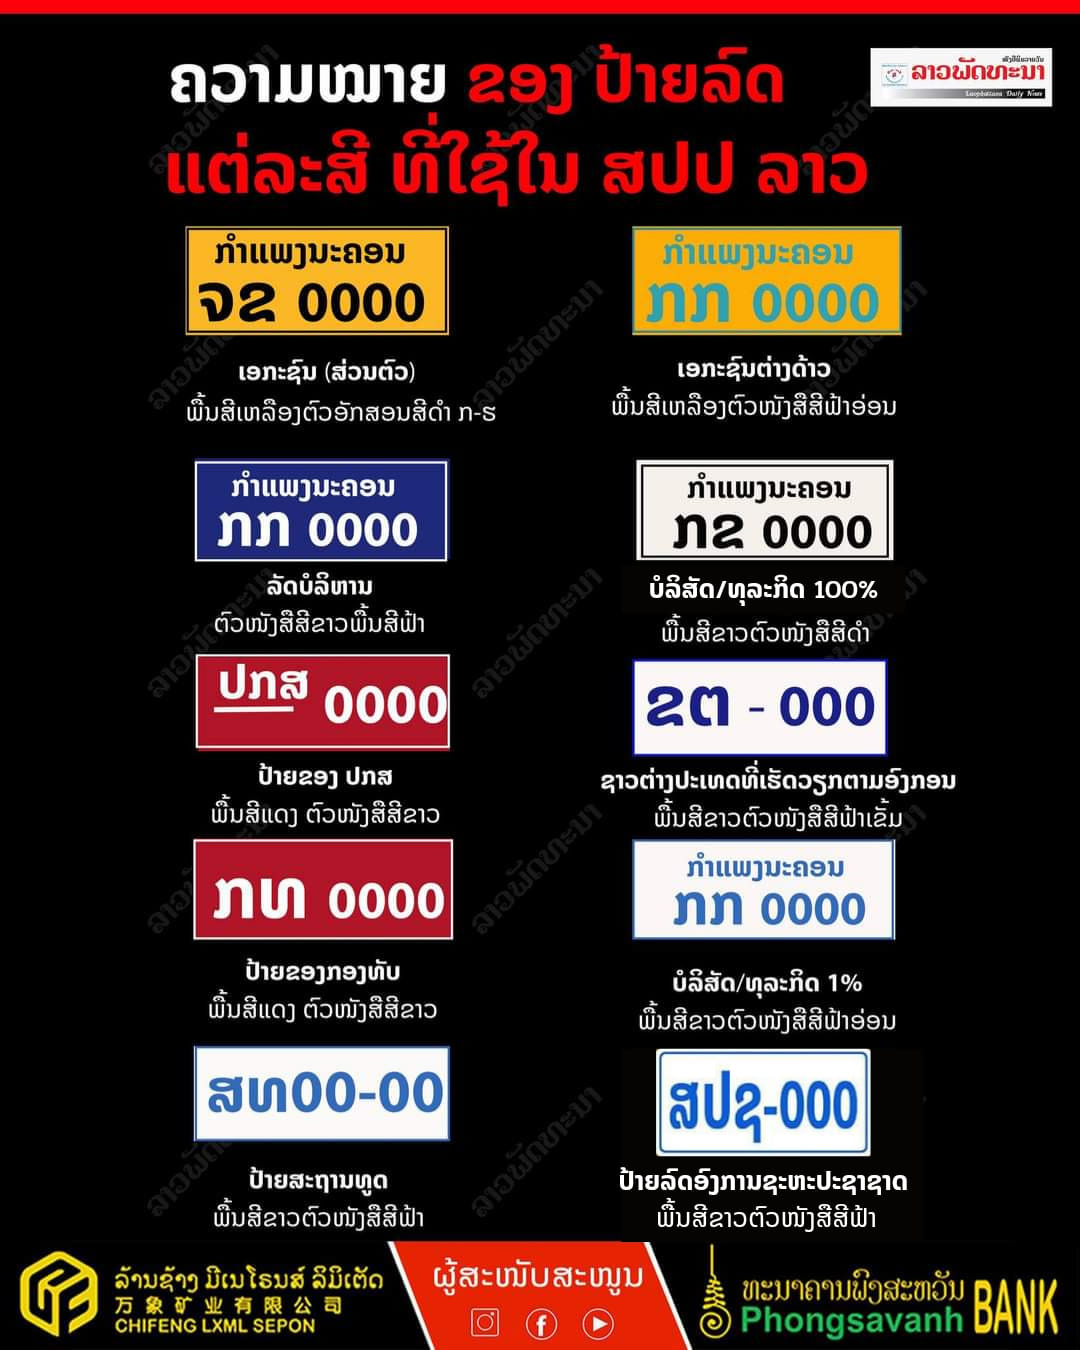 ຄວາມໝາຍ ຂອງ ປ້າຍລົດ
ແຕ່ລະສີ ທີ່ໃຊ້ໃນ ສປປ ລາວ
ລາວພັດທະນາ
Laophattana Daily News
ກຳແພງນະຄອນ
ຈຂ 0000
ເອກະຊົນ (ສ່ວນຕົວ)
ພື້ນສີເຫລືອງຕົວອັກສອນສີດຳ ກ-ຮ
ກຳແພງນະຄອນ
ກກ 0000
ເອກະຊົນຕ່າງດ້າວ
ພື້ນສີເຫລືອງຕົວໜັງສືສີຟ້າອ່ອນ
ກຳແພງນະຄອນ
ກກ 0000
ລັດບໍລິຫານ
ຕົວໜັງສືສີຂາວພື້ນສີຟ້າ
ກຳແພງນະຄອນ
ກຂ 0000
ບໍລິສັດ/ທຸລະກິດ 100%
ພື້ນສີຂາວຕົວໜັງສືສີດຳ
ປກສ 0000
ປ້າຍຂອງ ປກສ
ພື້ນສີແດງ ຕົວໜັງສືສີຂາວ
ຂຕ - 000
ຊາວຕ່າງປະເທດທີ່ເຮັດວຽກຕາມອົງກອນ
ພື້ນສີຂາວຕົວໜັງສືສີຟ້າເຂັ້ມ
ກທ 0000
ປ້າຍຂອງກອງທັບ
ພື້ນສີແດງ ຕົວໜັງສືສີຂາວ
ກຳແພງນະຄອນ
ກກ 0000
ບໍລິສັດ/ທຸລະກິດ 1%
ພື້ນສີຂາວຕົວໜັງສືສີຟ້າອ່ອນ
ສທ00-00
ປ້າຍສະຖານທູດ
ພື້ນສີຂາວຕົວໜັງສືສີຟ້າ
ສປຊ-000
ປ້າຍລົດອົງການຊະຫະປະຊາຊາດ
ພື້ນສີຂາວຕົວໜັງສືສີຟ້າ
ລ້ານຊ້າງ ມີເນໂຣນສ໌ ລິມິເຕັດ
万象矿业有限公司
CHIFENG LXML SEPON
ຜູ້ສະໜັບສະໜູນ
ທະນາຄານພົງສະຫວັນ
Phongsavanh BANK